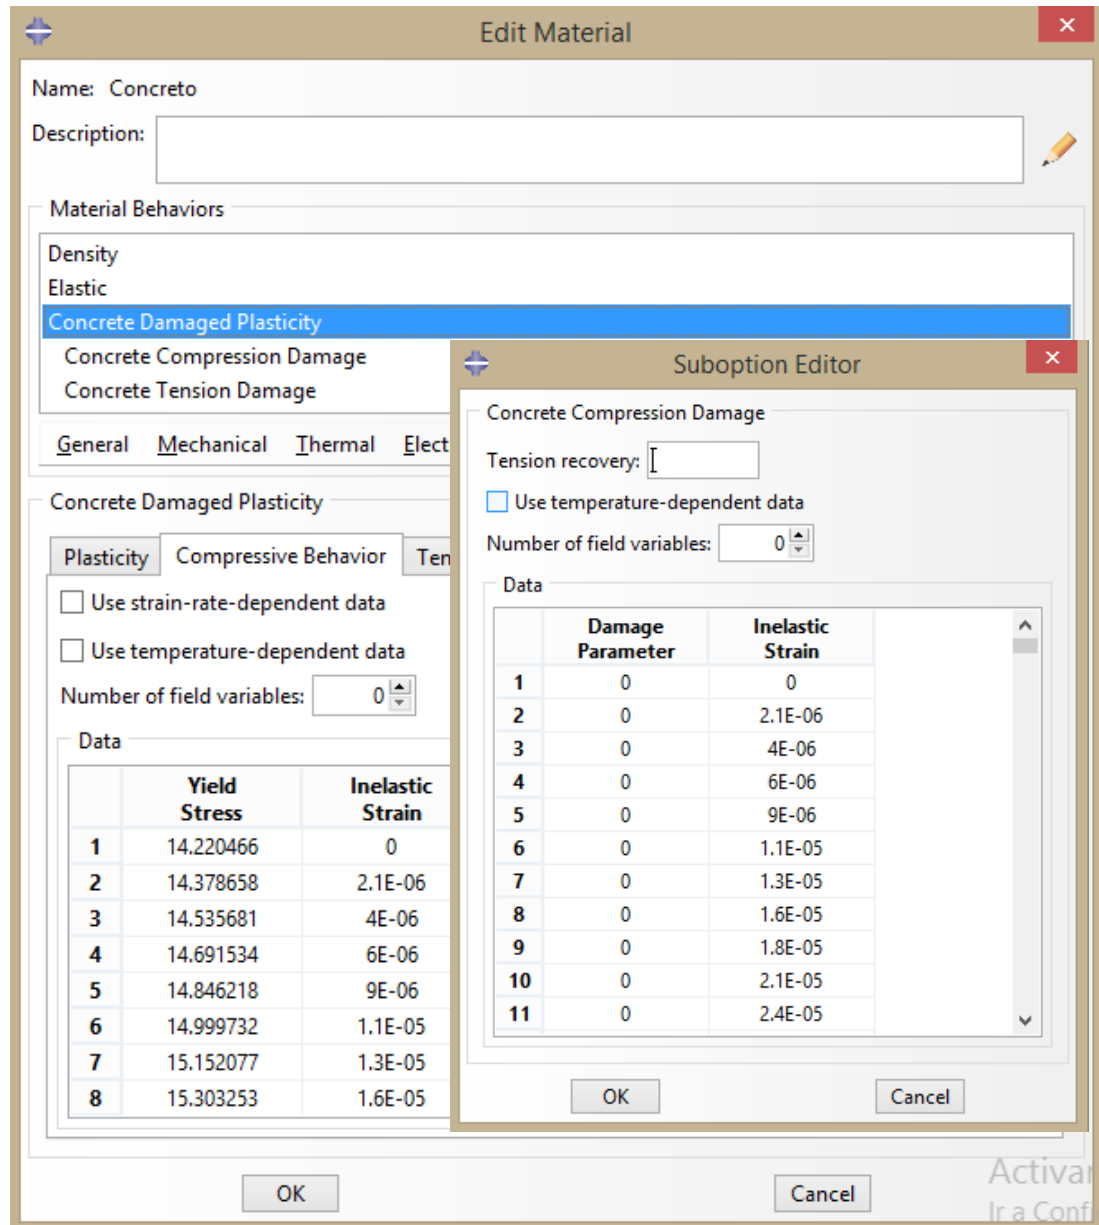 Edit Material
Name: Concreto
Description:
Material Behaviors
Density
Elastic
Concrete Damaged Plasticity
Concrete Compression Damage
Concrete Tension Damage
General Mechanical Thermal Elect
Concrete Damaged Plasticity
Plasticity Compressive Behavior Ten
Use strain-rate-dependent data
Use temperature-dependent data
Number of field variables: 0
Data
Yield Stress Inelastic Strain
1 14.220466 0
2 14.378658 2.1E-06
3 14.535681 4E-06
4 14.691534 6E-06
5 14.846218 9E-06
6 14.999732 1.1E-05
7 15.152077 1.3E-05
8 15.303253 1.6E-05
OK Cancel
Suboption Editor
Concrete Compression Damage
Tension recovery:
Use temperature-dependent data
Number of field variables: 0
Data
Damage Parameter Inelastic Strain
1 0 0
2 0 2.1E-06
3 0 4E-06
4 0 6E-06
5 0 9E-06
6 0 1.1E-05
7 0 1.3E-05
8 0 1.6E-05
9 0 1.8E-05
10 0 2.1E-05
11 0 2.4E-05
OK Cancel
Activar
Ir a Confi